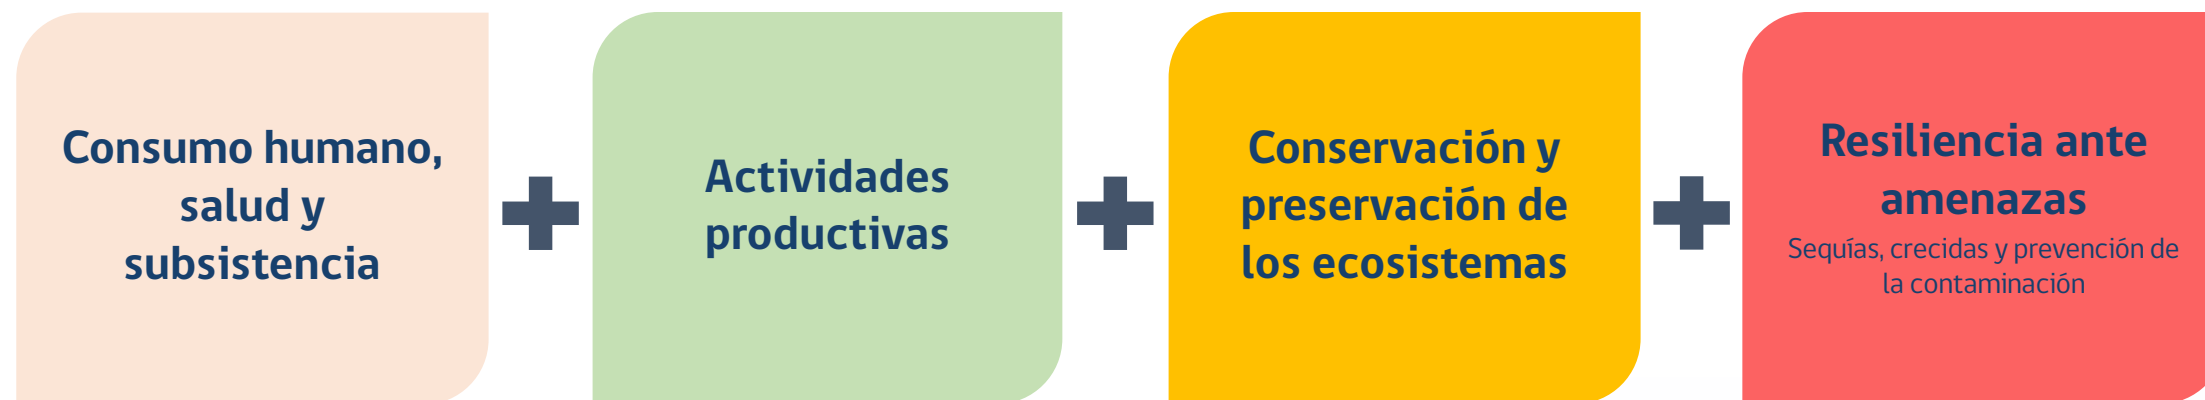 Consumo humano,
salud y
subsistencia
Actividades
productivas
Conservación y
preservación de
los ecosistemas
Resiliencia ante
amenazas
Sequías, crecidas y prevención de
la contaminación